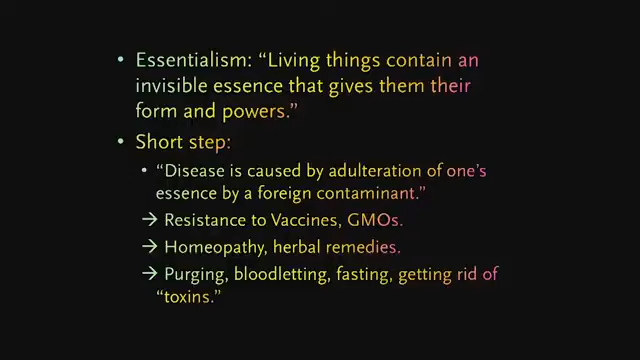 • Essentialism: “Living things contain an
invisible essence that gives them their
form and powers.”
• Short step:
• “Disease is caused by adulteration of one’s
essence by a foreign contaminant.”
→ Resistance to Vaccines, GMOs.
→ Homeopathy, herbal remedies.
→ Purging, bloodletting, fasting, getting rid of
“toxins.”